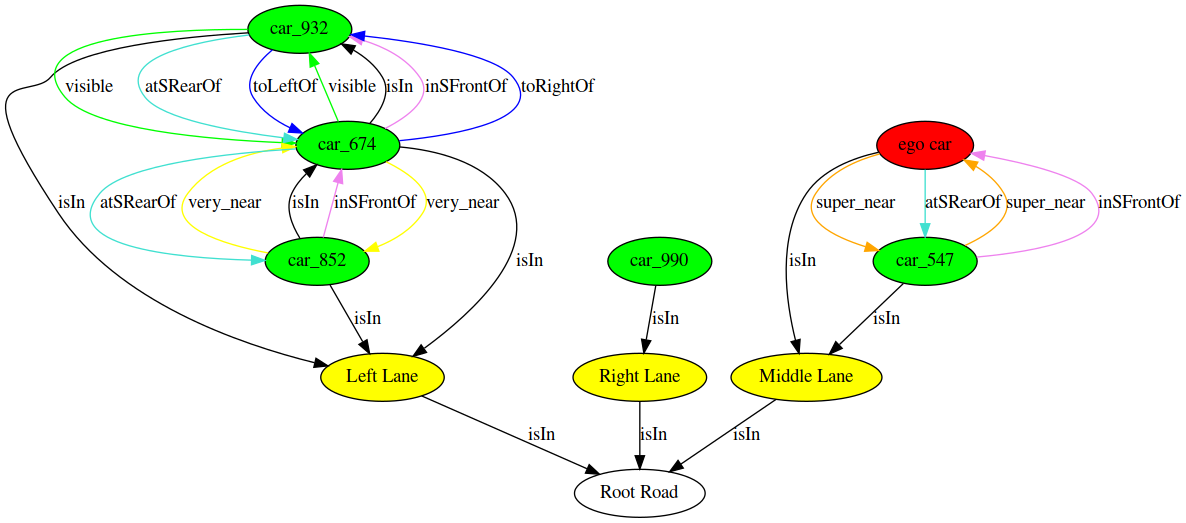 car_932
visible
atSRearOf
toLeftOf
visible
isIn
inSFrontOf
toRightOf
car_674
ego car
isIn
atSRearOf
very_near
isIn
inSFrontOf
very_near
super_near
atSRearOf
super_near
inSFrontOf
car_852
isIn
car_990
isIn
car_547
isIn
isIn
isIn
Left Lane
Right Lane
Middle Lane
isIn
isIn
isIn
Root Road